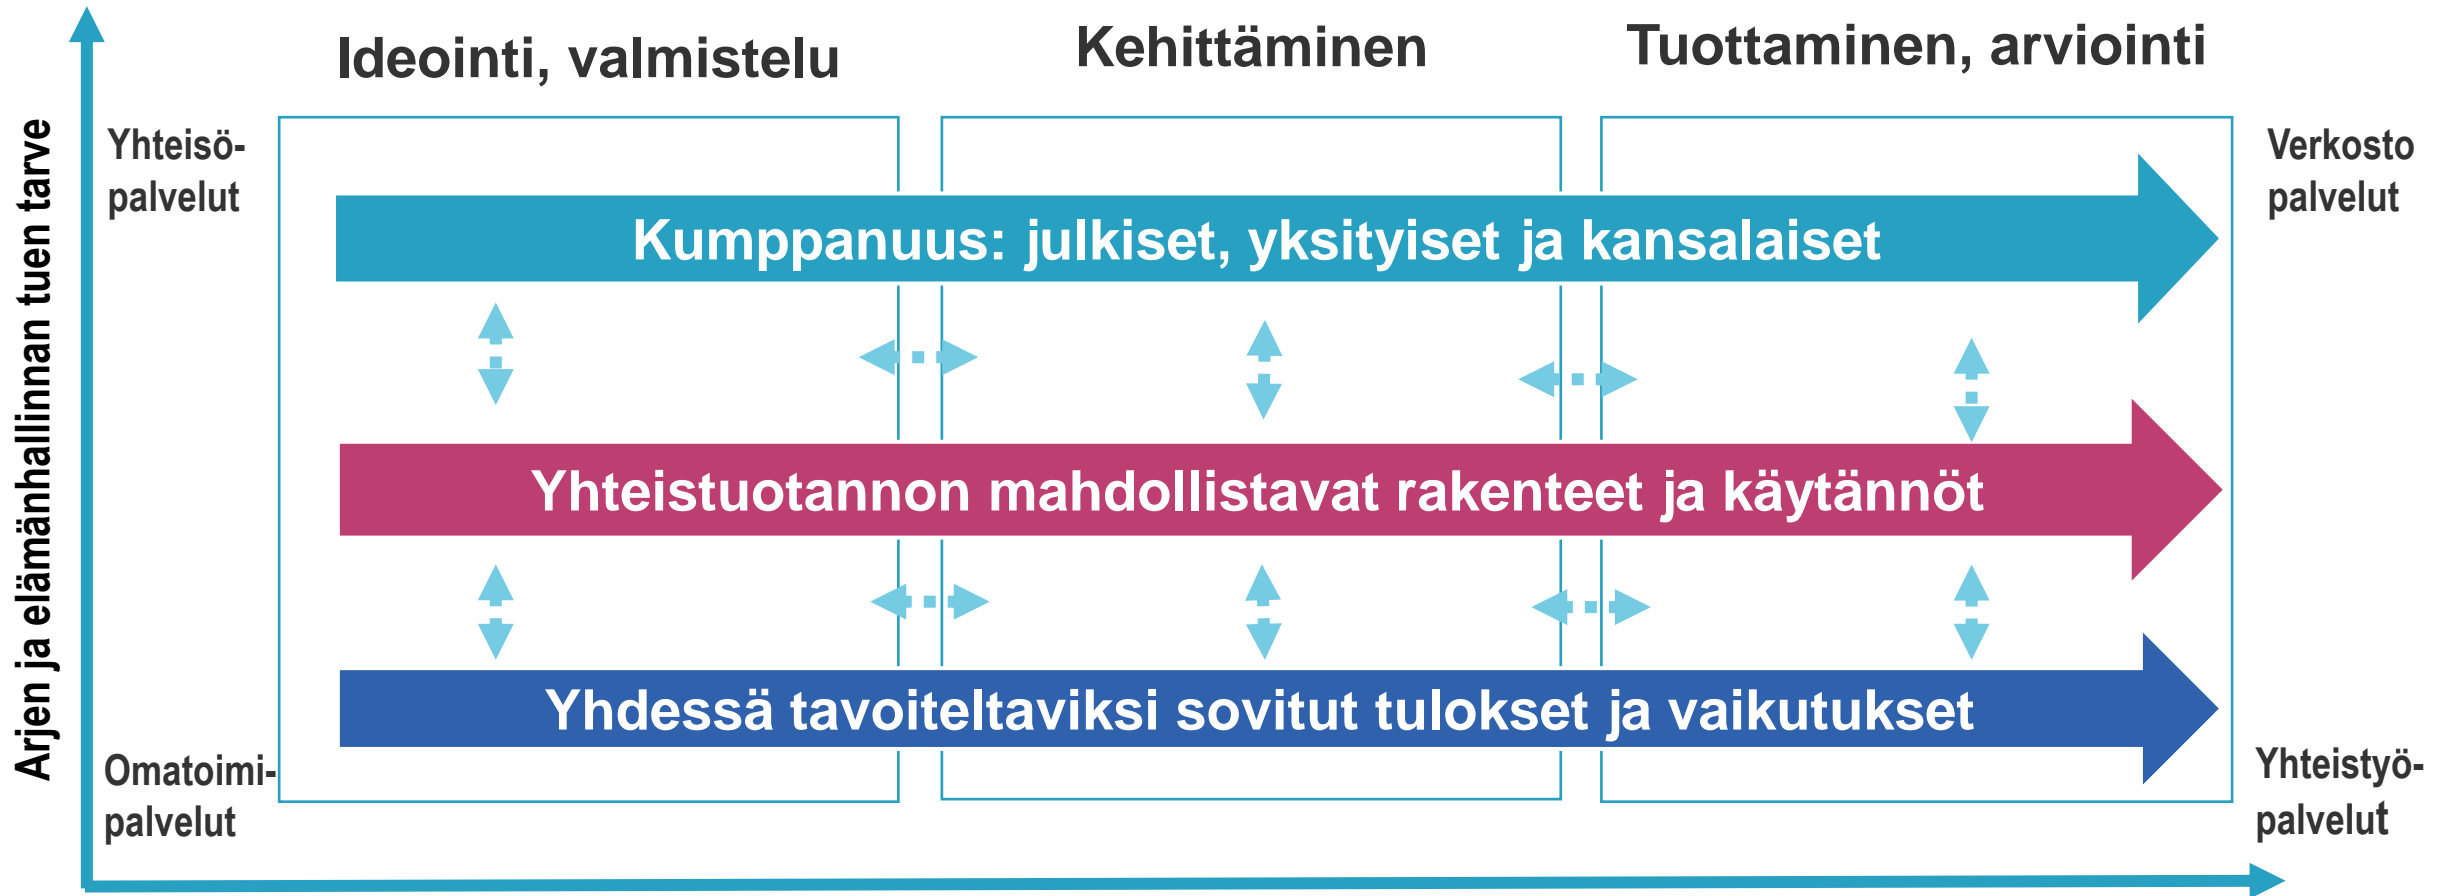 Ideointi, valmistelu
Kehittäminen
Tuottaminen, arviointi
Arjen ja elämänhallinnan tuen tarve
Yhteisö-
palvelut
Verkosto
palvelut
Kumppanuus: julkiset, yksityiset ja kansalaiset
Yhteistuotannon mahdollistavat rakenteet ja käytännöt
Yhdessä tavoiteltaviksi sovitut tulokset ja vaikutukset
Omatoimi-
palvelut
Yhteistyö-
palvelut